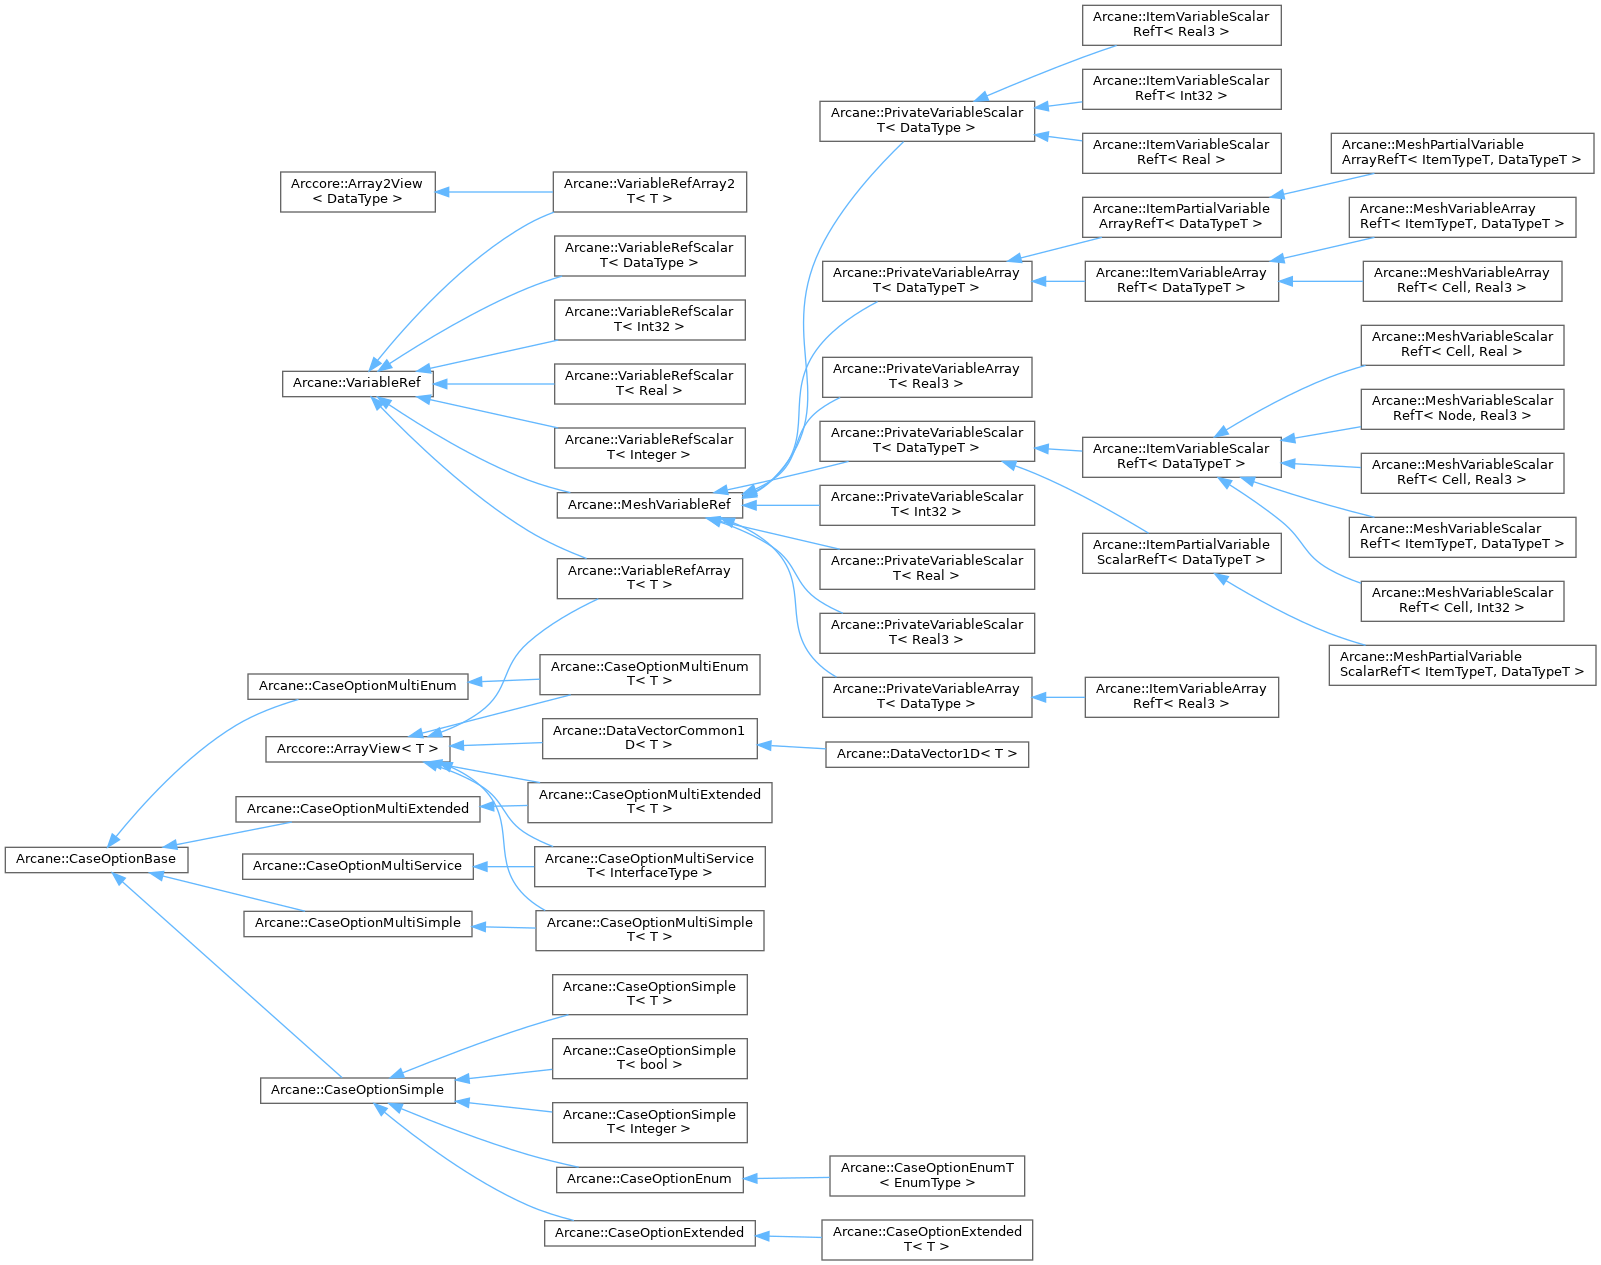 Arcane::ItemVariableScalar
RefT< Real3 >
Arcane::ItemVariableScalar
RefT< Int32 >
Arcane::PrivateVariableScalar
T< DataType >
Arcane::ItemVariableScalar
RefT< Real >
Arcane::MeshPartialVariable
ArrayRefT< ItemTypeT, DataTypeT >
Arccore::Array2View
< DataType >
Arcane::VariableRefArray2
T< T >
Arcane::ItemPartialVariable
ArrayRefT< DataTypeT >
Arcane::MeshVariableArray
RefT< ItemTypeT, DataTypeT >
Arcane::VariableRefScalar
T< DataType >
Arcane::PrivateVariableArray
T< DataTypeT >
Arcane::ItemVariableArray
RefT< DataTypeT >
Arcane::MeshVariableArray
RefT< Cell, Real3 >
Arcane::VariableRefScalar
T< Int32 >
Arcane::MeshVariableScalar
RefT< Cell, Real >
Arcane::VariableRef
Arcane::VariableRefScalar
T< Real >
Arcane::PrivateVariableArray
T< Real3 >
Arcane::MeshVariableScalar
RefT< Node, Real3 >
Arcane::VariableRefScalar
T< Integer >
Arcane::PrivateVariableScalar
T< DataTypeT >
Arcane::ItemVariableScalar
RefT< DataTypeT >
Arcane::MeshVariableScalar
RefT< Cell, Real3 >
Arcane::MeshVariableRef
Arcane::PrivateVariableScalar
T< Int32 >
Arcane::MeshVariableScalar
RefT< ItemTypeT, DataTypeT >
Arcane::VariableRefArray
T< T >
Arcane::PrivateVariableScalar
T< Real >
Arcane::ItemPartialVariable
ScalarRefT< DataTypeT >
Arcane::MeshVariableScalar
RefT< Cell, Int32 >
Arcane::PrivateVariableScalar
T< Real3 >
Arcane::MeshPartialVariable
ScalarRefT< ItemTypeT, DataTypeT >
Arcane::CaseOptionMultiEnum
Arcane::CaseOptionMultiEnum
T< T >
Arcane::PrivateVariableArray
T< DataType >
Arcane::ItemVariableArray
RefT< Real3 >
Arccore::ArrayView< T >
Arcane::DataVectorCommon1
D< T >
Arcane::DataVector1D< T >
Arcane::CaseOptionMultiExtended
Arcane::CaseOptionMultiExtended
T< T >
Arcane::CaseOptionBase
Arcane::CaseOptionMultiService
Arcane::CaseOptionMultiService
T< InterfaceType >
Arcane::CaseOptionMultiSimple
Arcane::CaseOptionMultiSimple
T< T >
Arcane::CaseOptionSimple
T< T >
Arcane::CaseOptionSimple
T< bool >
Arcane::CaseOptionSimple
Arcane::CaseOptionSimple
T< Integer >
Arcane::CaseOptionEnum
Arcane::CaseOptionEnumT
< EnumType >
Arcane::CaseOptionExtended
Arcane::CaseOptionExtended
T< T >